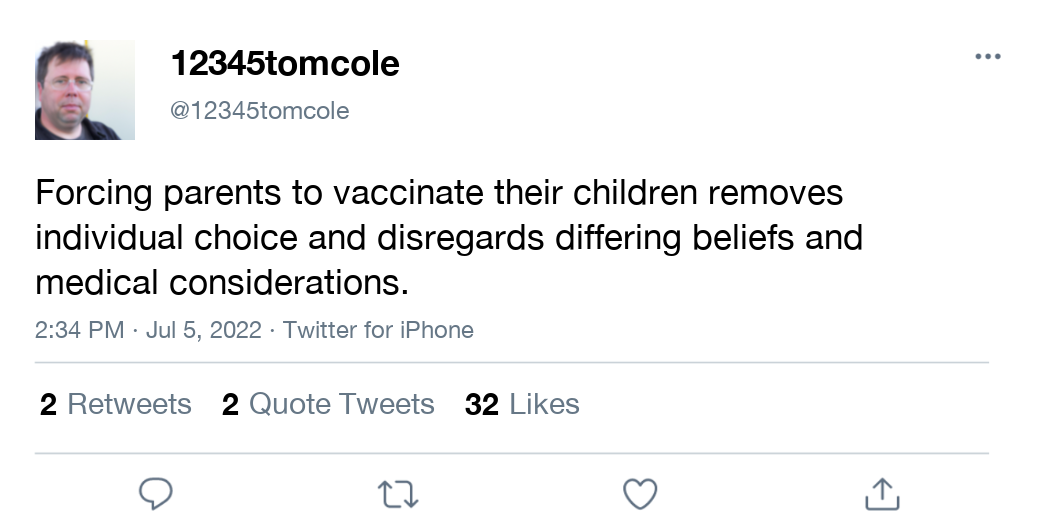 12345tomcole
@12345tomcole
Forcing parents to vaccinate their children removes
individual choice and disregards differing beliefs and
medical considerations.
2:34 PM · Jul 5, 2022 · Twitter for iPhone
2 Retweets 2 Quote Tweets 32 Likes